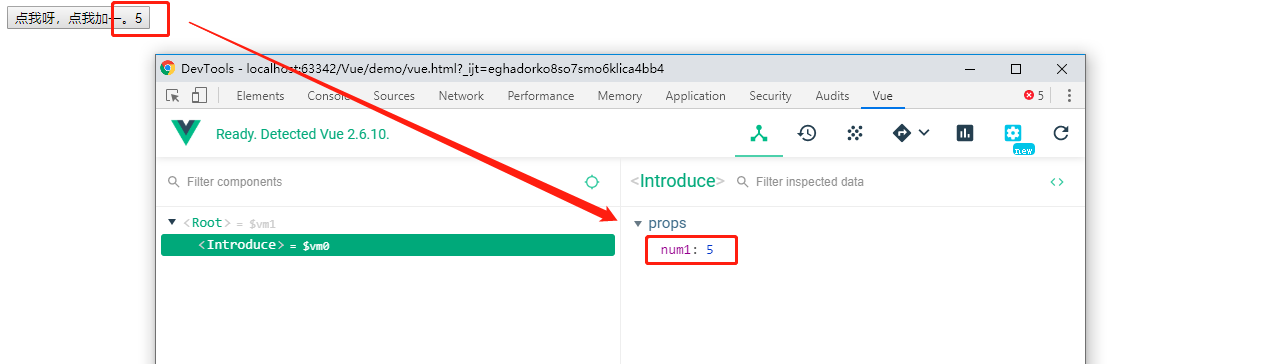 点我呀，点我加一。5
DevTools - localhost:63342/Vue/demo/vue.html?_ijt=eghadorko8so7smo6klica4bb4
Elements Console Sources Network Performance Memory Application Security Audits Vue 5
Ready. Detected Vue 2.6.10.
new
Filter components
<Introduce> Filter inspected data
<Root> = $vm1
props
<Introduce> = $vm0
num1: 5